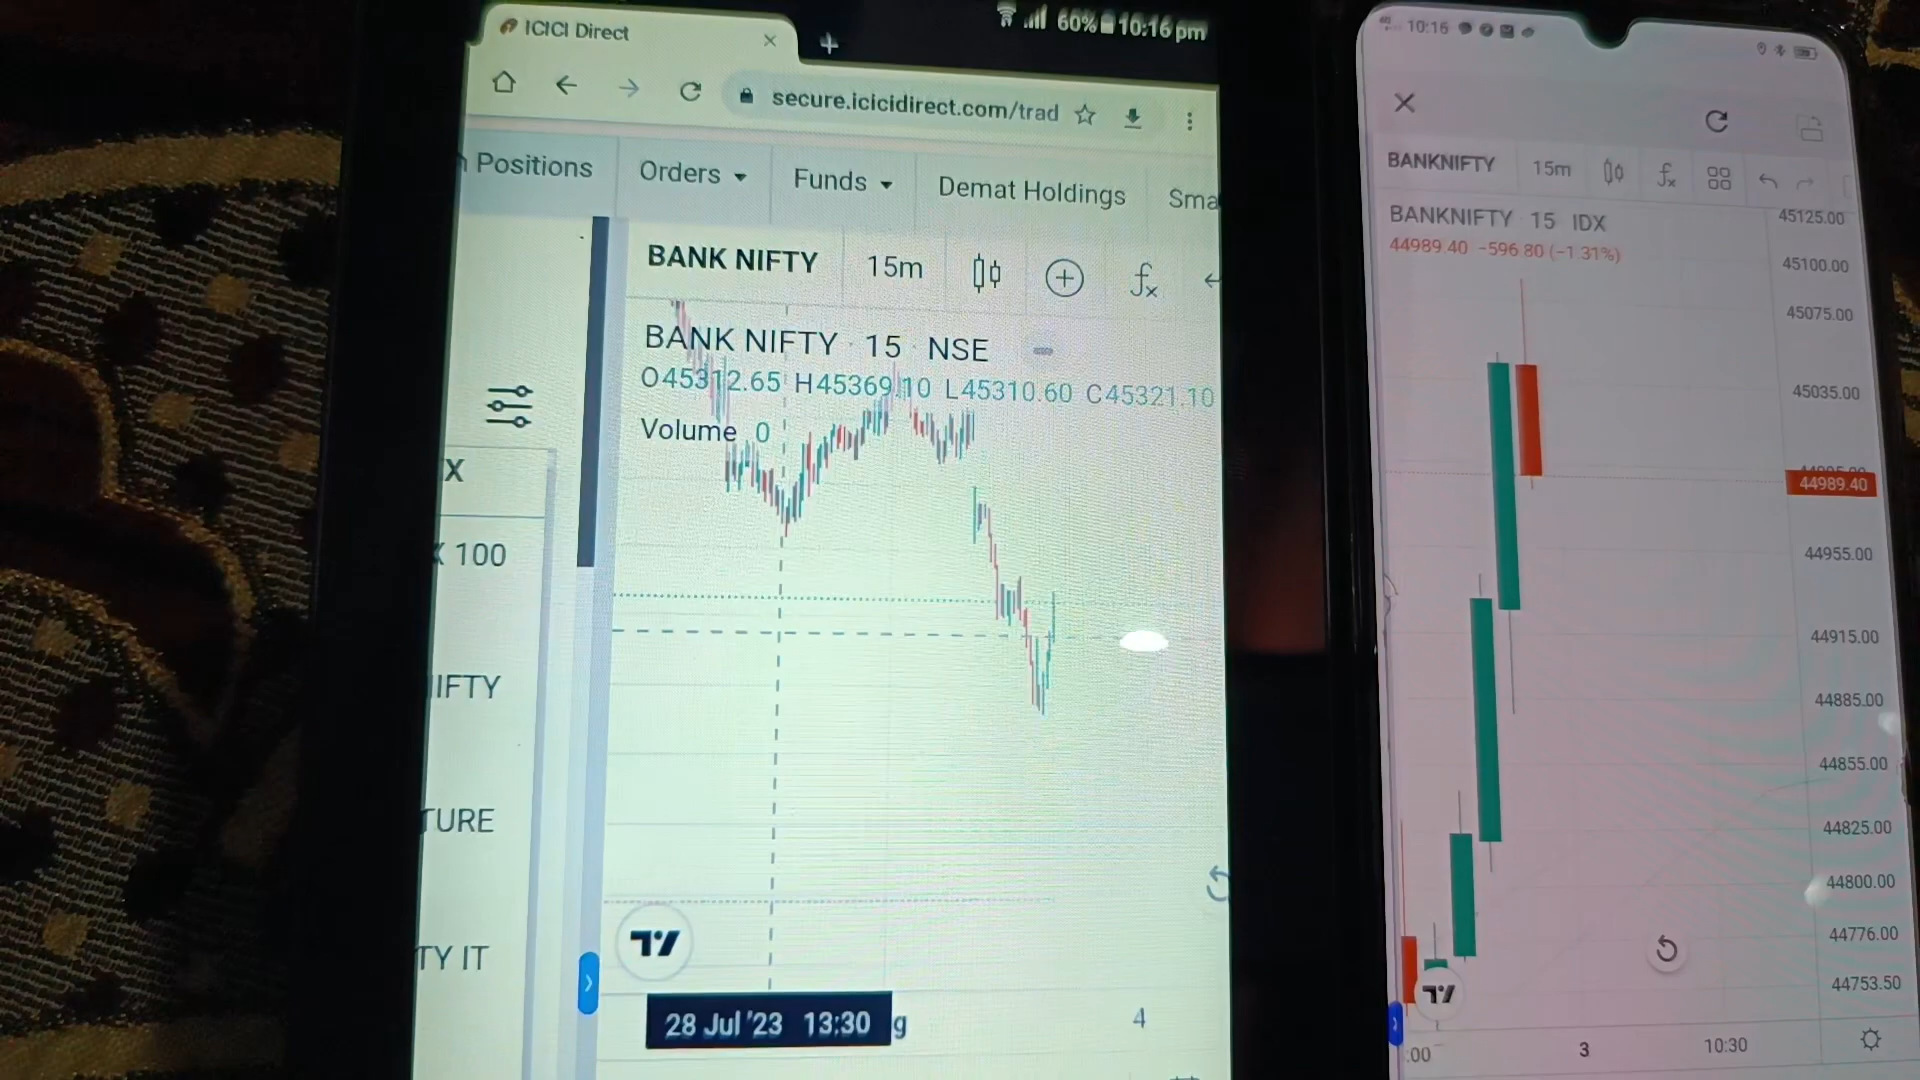 ICICI Direct
60% 10:16 pm
secure.icicidirect.com/trad
Positions Orders Funds Demat Holdings Sma
BANK NIFTY 15m fx
BANK NIFTY · 15 · NSE
O45312.65 H45369.10 L45310.60 C45321.10
Volume 0
X
X 100
IFTY
TURE
TY IT
28 Jul '23 13:30 g
4
10:16
BANKNIFTY 15m fx
BANKNIFTY · 15 IDX
44989.40 −596.80 (−1.31%)
45125.00
45100.00
45075.00
45035.00
44989.40
44955.00
44915.00
44885.00
44855.00
44825.00
44800.00
44776.00
44753.50
:00 3 10:30